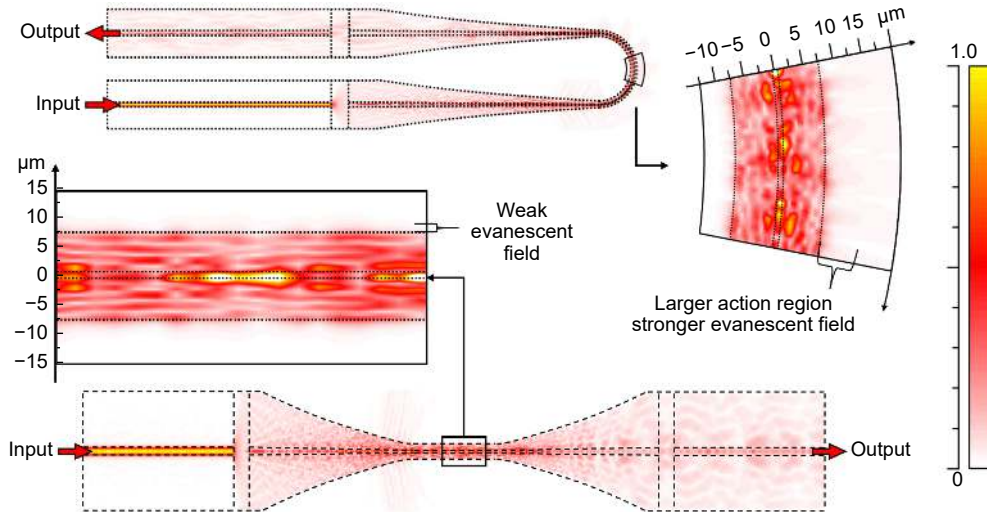 Output
Input
−10
−5
0
5
10
15
µm
1.0
0
µm
15
10
5
0
−5
−10
−15
Weak
evanescent
field
Larger action region
stronger evanescent field
Input
Output